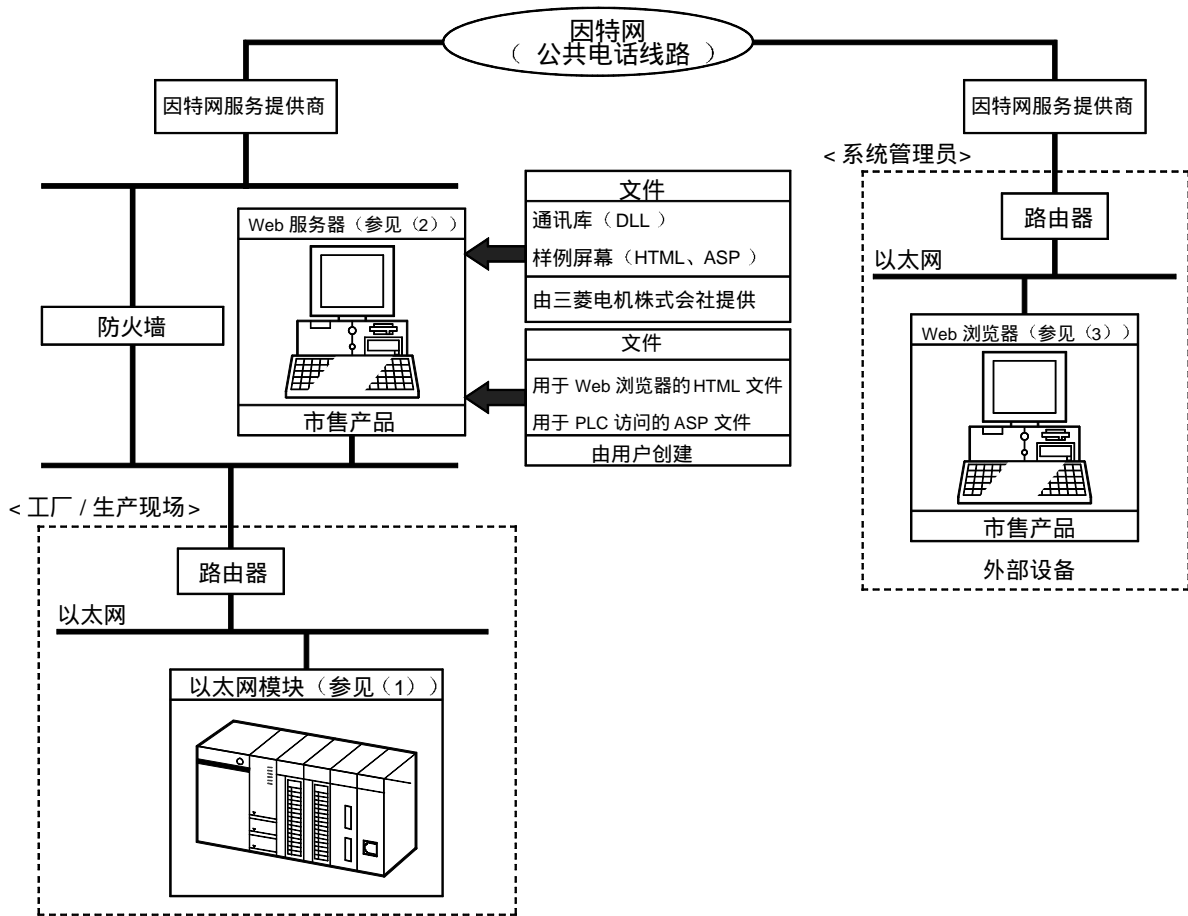 因特网
（ 公共电话线路 ）
因特网服务提供商
因特网服务提供商
< 系统管理员>
文件
通讯库（ DLL ）
样例屏幕（HTML、ASP ）
由三菱电机株式会社提供
Web 服务器（参见（2））
市售产品
防火墙
文件
用于 Web 浏览器的HTML 文件
用于 PLC 访问的 ASP 文件
由用户创建
路由器
以太网
Web 浏览器（参见（3））
市售产品
外部设备
< 工厂 / 生产现场>
路由器
以太网
以太网模块（参见（1））